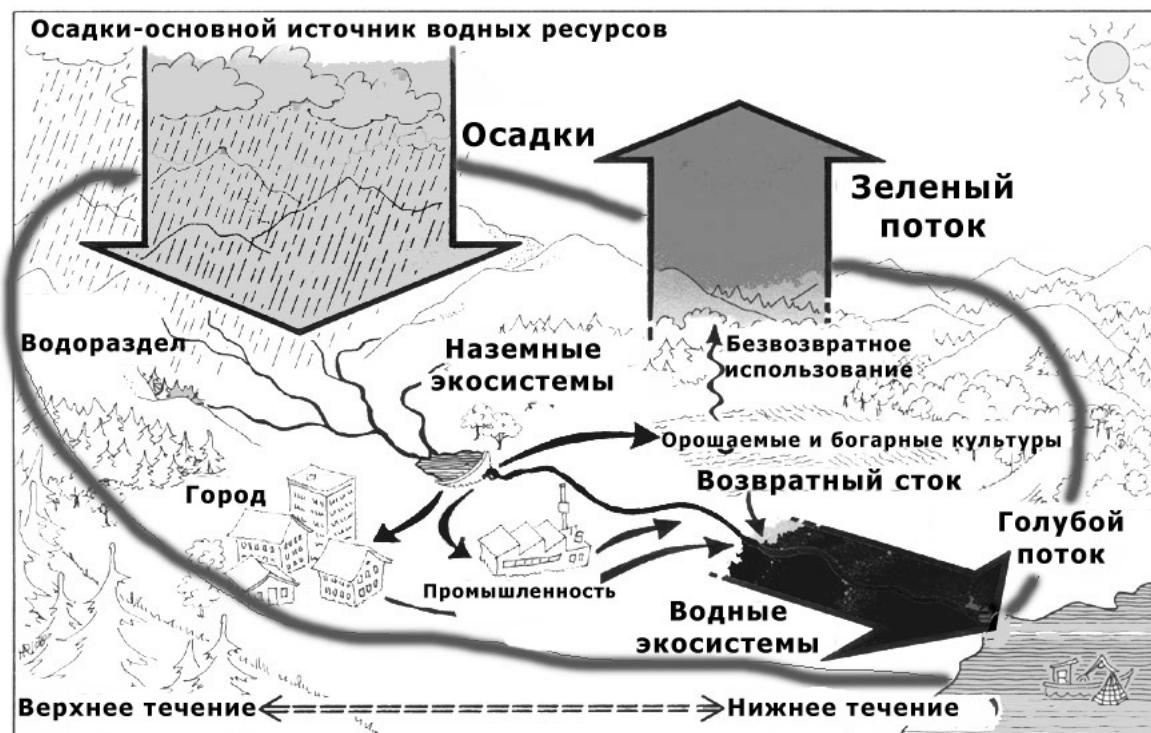 Осадки-основной источник водных ресурсов
Осадки
Зеленый
поток
Водораздел
Наземные
экосистемы
Безвозвратное
использование
Орошаемые и богарные культуры
Возвратный сток
Город
Голубой
поток
Промышленность
Водные
экосистемы
Верхнее течение
Нижнее течение